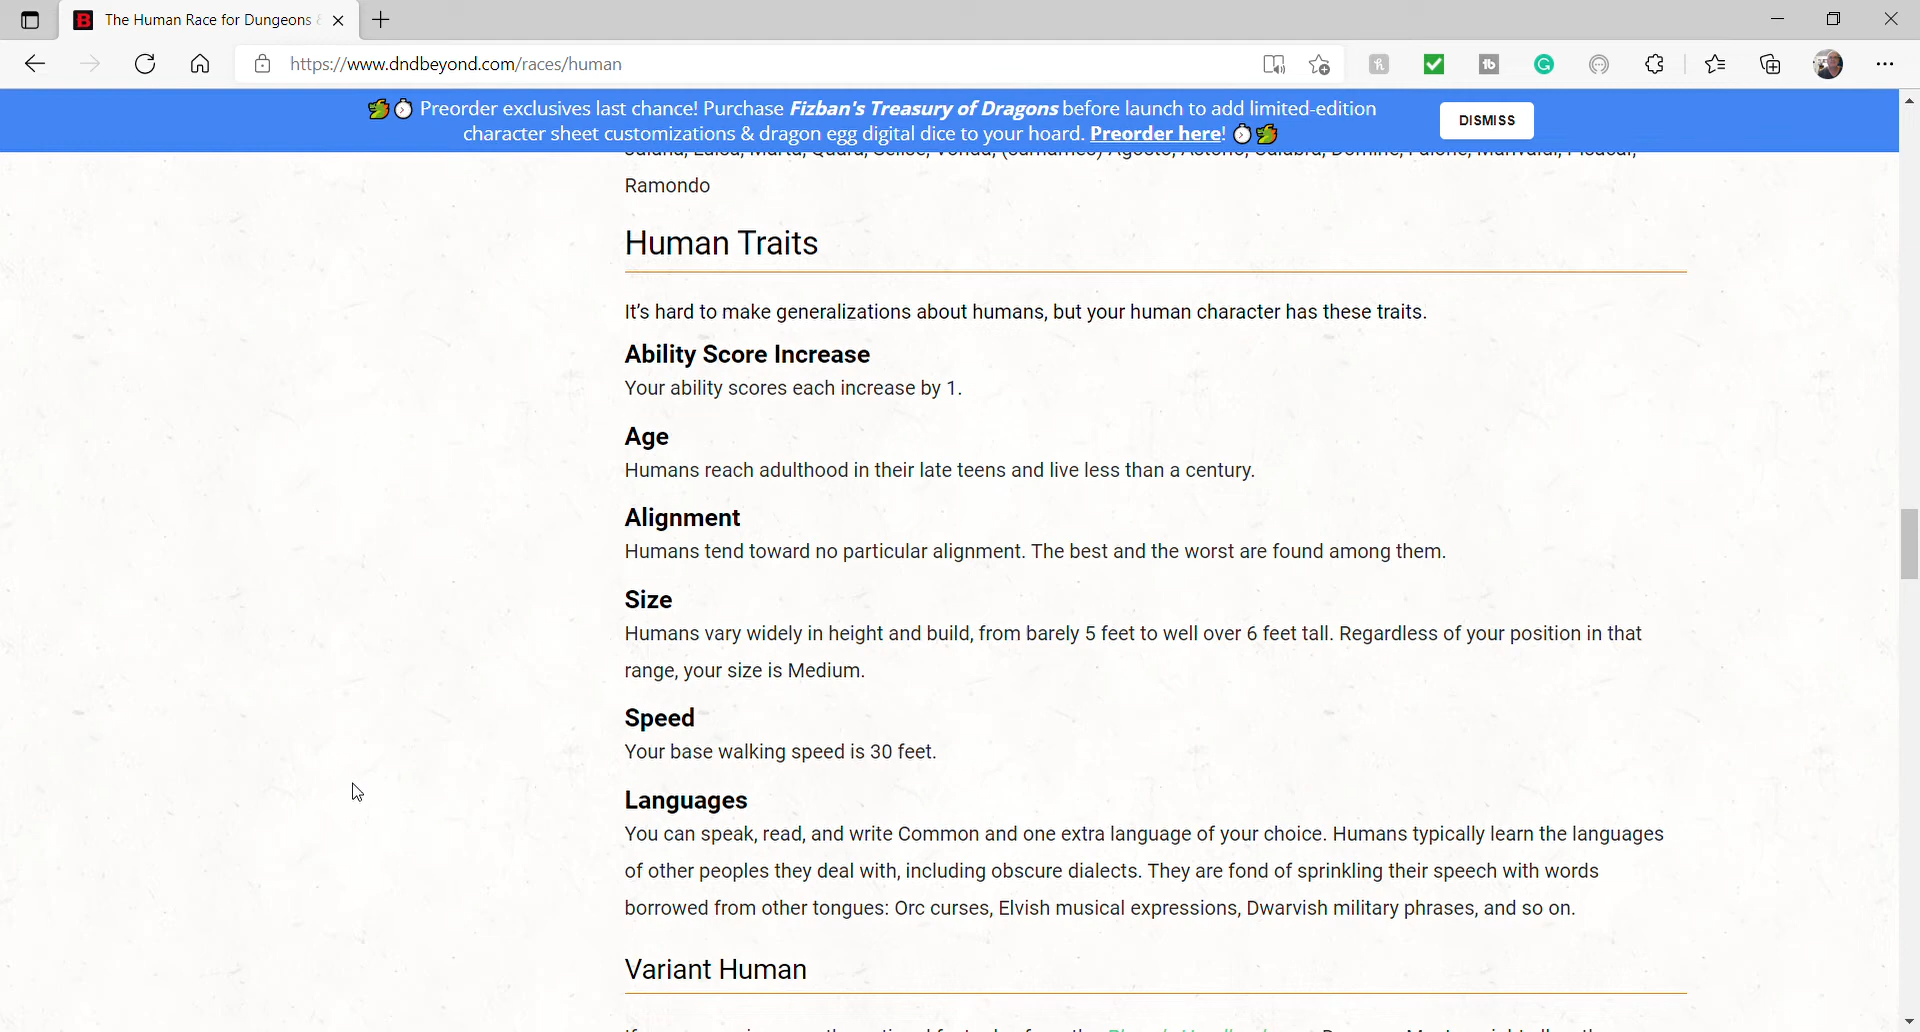 The Human Race for Dungeons
https://www.dndbeyond.com/races/human
Preorder exclusives last chance! Purchase Fizban's Treasury of Dragons before launch to add limited-edition
character sheet customizations & dragon egg digital dice to your hoard. Preorder here!
DISMISS
Ramondo
Human Traits
It’s hard to make generalizations about humans, but your human character has these traits.
Ability Score Increase
Your ability scores each increase by 1.
Age
Humans reach adulthood in their late teens and live less than a century.
Alignment
Humans tend toward no particular alignment. The best and the worst are found among them.
Size
Humans vary widely in height and build, from barely 5 feet to well over 6 feet tall. Regardless of your position in that
range, your size is Medium.
Speed
Your base walking speed is 30 feet.
Languages
You can speak, read, and write Common and one extra language of your choice. Humans typically learn the languages
of other peoples they deal with, including obscure dialects. They are fond of sprinkling their speech with words
borrowed from other tongues: Orc curses, Elvish musical expressions, Dwarvish military phrases, and so on.
Variant Human